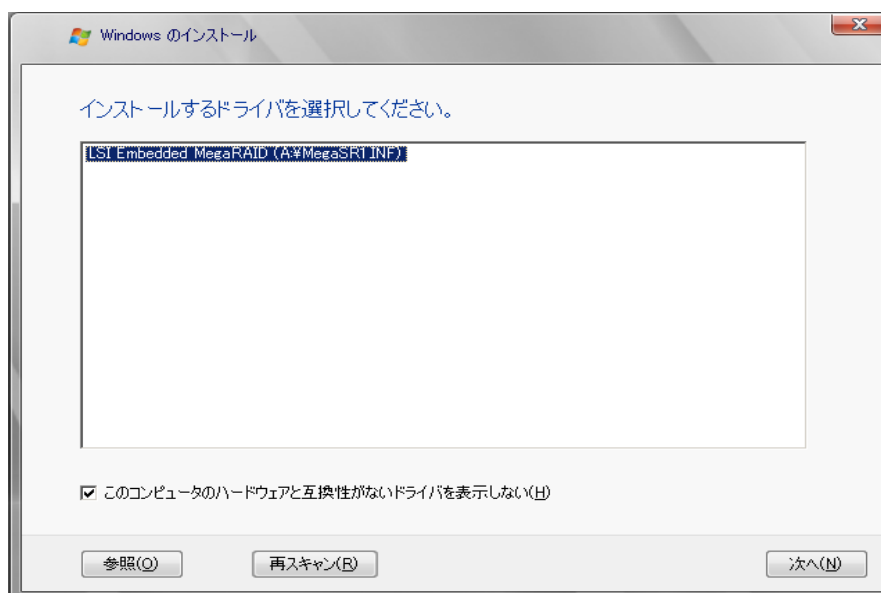 Windows のインストール
インストールするドライバを選択してください。
LSI Embedded MegaRAID (A:¥MegaSR1.INF)
このコンピュータのハードウェアと互換性がないドライバを表示しない(H)
参照(O) 再スキャン(R) 次へ(N)